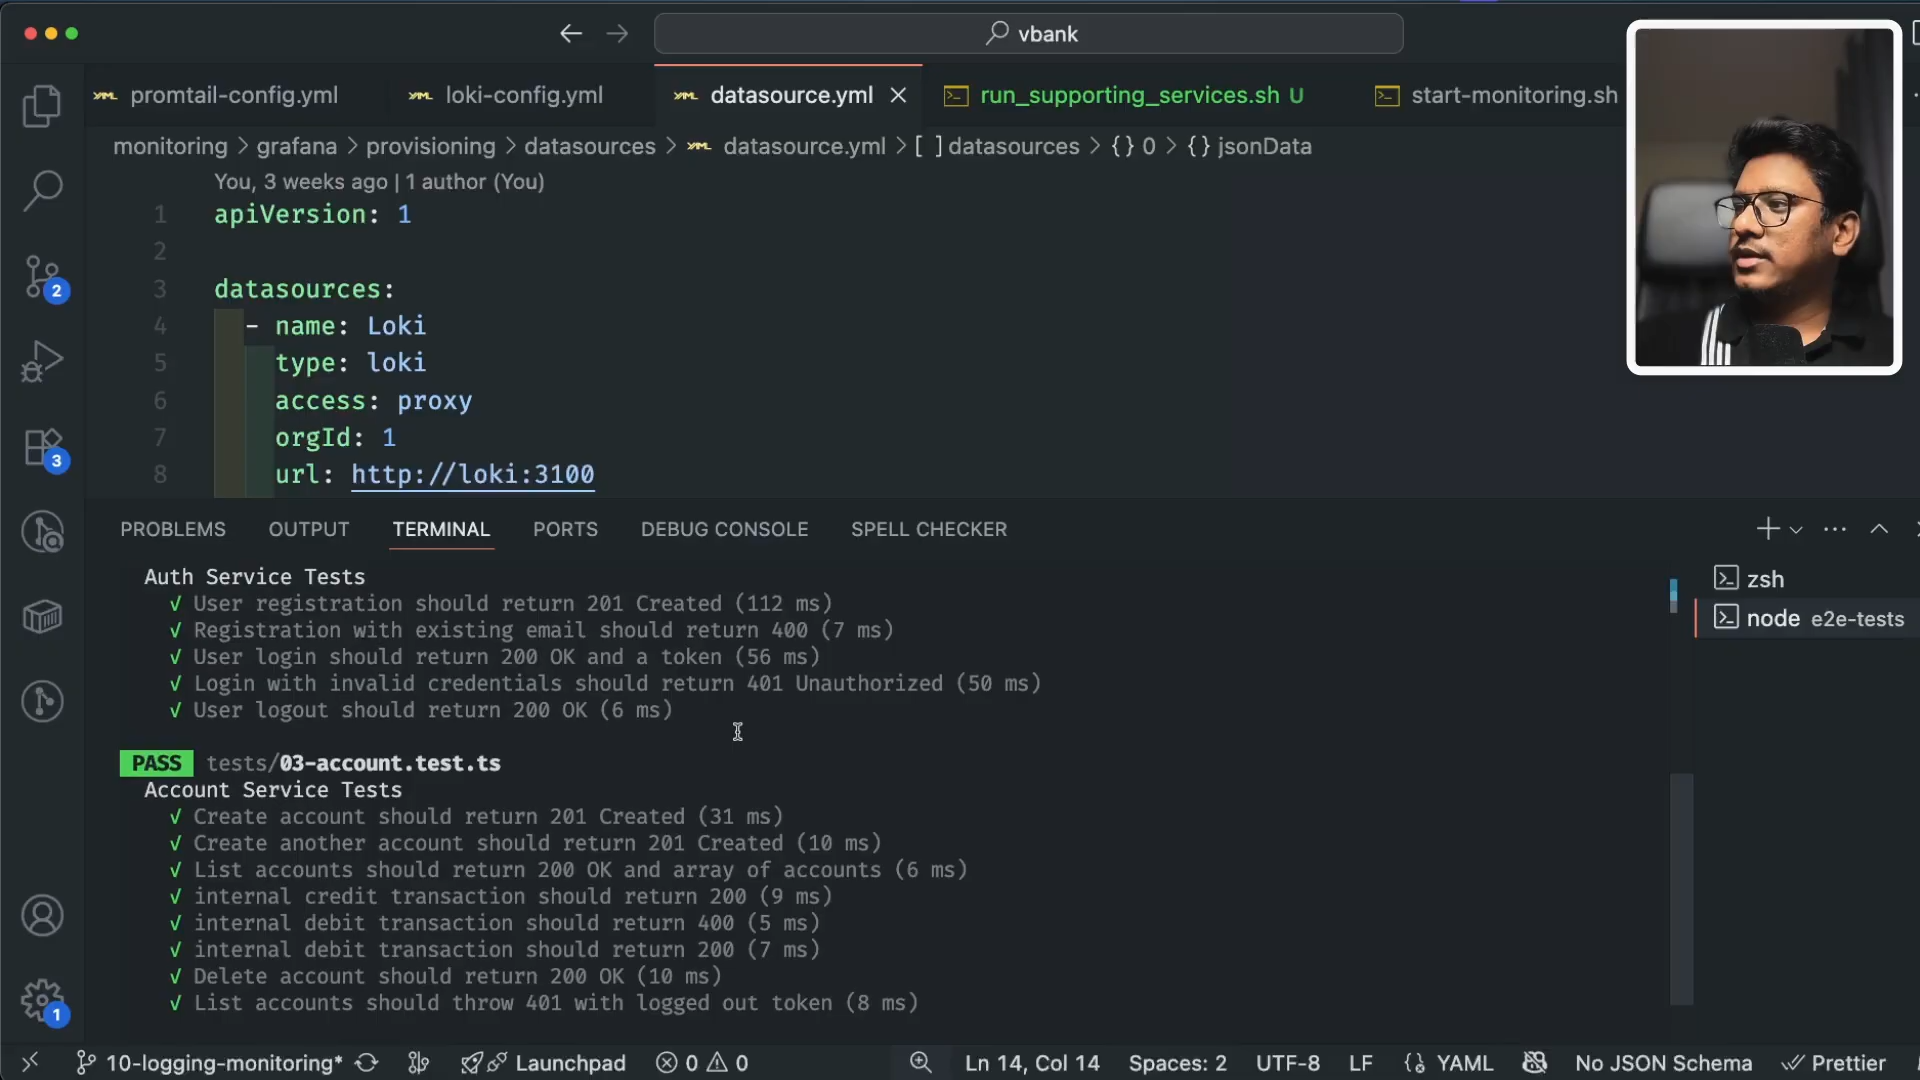 vbank
promtail-config.yml
loki-config.yml
datasource.yml
run_supporting_services.sh U
start-monitoring.sh
monitoring > grafana > provisioning > datasources > datasource.yml > [ ] datasources > {} 0 > {} jsonData
You, 3 weeks ago | 1 author (You)
1 apiVersion: 1
2
3 datasources:
4 - name: Loki
5 type: loki
6 access: proxy
7 orgId: 1
8 url: http://loki:3100
PROBLEMS OUTPUT TERMINAL PORTS DEBUG CONSOLE SPELL CHECKER
Auth Service Tests
√ User registration should return 201 Created (112 ms)
√ Registration with existing email should return 400 (7 ms)
√ User login should return 200 OK and a token (56 ms)
√ Login with invalid credentials should return 401 Unauthorized (50 ms)
√ User logout should return 200 OK (6 ms)
PASS tests/03-account.test.ts
Account Service Tests
√ Create account should return 201 Created (31 ms)
√ Create another account should return 201 Created (10 ms)
√ List accounts should return 200 OK and array of accounts (6 ms)
√ internal credit transaction should return 200 (9 ms)
√ internal debit transaction should return 400 (5 ms)
√ internal debit transaction should return 200 (7 ms)
√ Delete account should return 200 OK (10 ms)
√ List accounts should throw 401 with logged out token (8 ms)
zsh
node e2e-tests
2
3
1
10-logging-monitoring* Launchpad 0 0 Ln 14, Col 14 Spaces: 2 UTF-8 LF {} YAML No JSON Schema Prettier